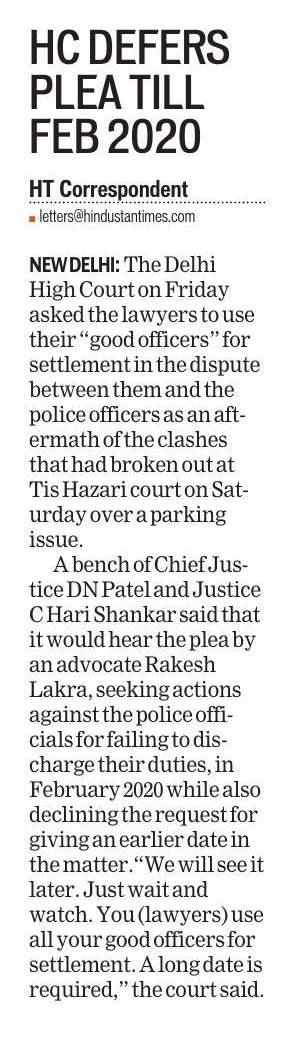 HC DEFERS
PLEA TILL
FEB 2020
HT Correspondent
letters@hindustantimes.com
NEW DELHI: The Delhi
High Court on Friday
asked the lawyers to use
their “good officers” for
settlement in the dispute
between them and the
police officers as an aft-
ermath of the clashes
that had broken out at
Tis Hazari court on Sat-
urday over a parking
issue.
A bench of Chief Jus-
tice DN Patel and Justice
C Hari Shankar said that
it would hear the plea by
an advocate Rakesh
Lakra, seeking actions
against the police offi-
cials for failing to dis-
charge their duties, in
February 2020 while also
declining the request for
giving an earlier date in
the matter.“We will see it
later. Just wait and
watch. You (lawyers) use
all your good officers for
settlement. A long date is
required,” the court said.